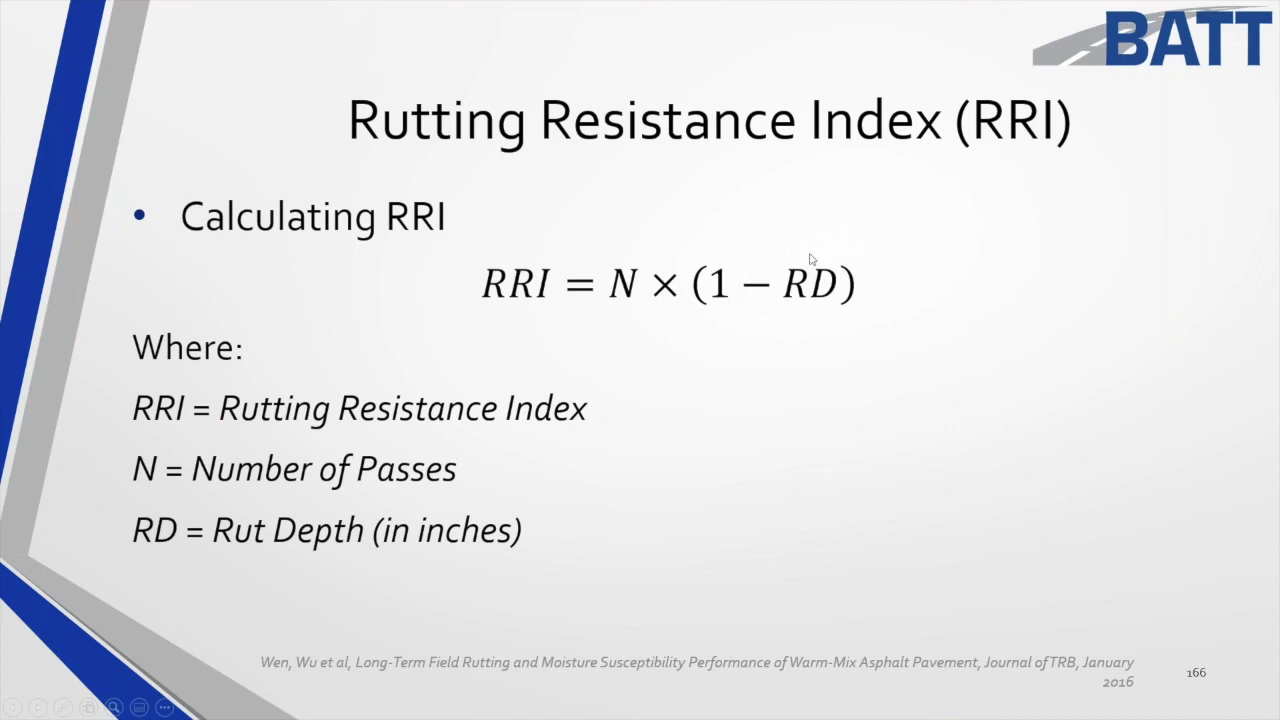 BATT
Rutting Resistance Index (RRI)
• Calculating RRI
RRI = N × (1 − RD)
Where:
RRI = Rutting Resistance Index
N = Number of Passes
RD = Rut Depth (in inches)
Wen, Wu et al, Long-Term Field Rutting and Moisture Susceptibility Performance of Warm-Mix Asphalt Pavement, Journal of TRB, January
2016
166